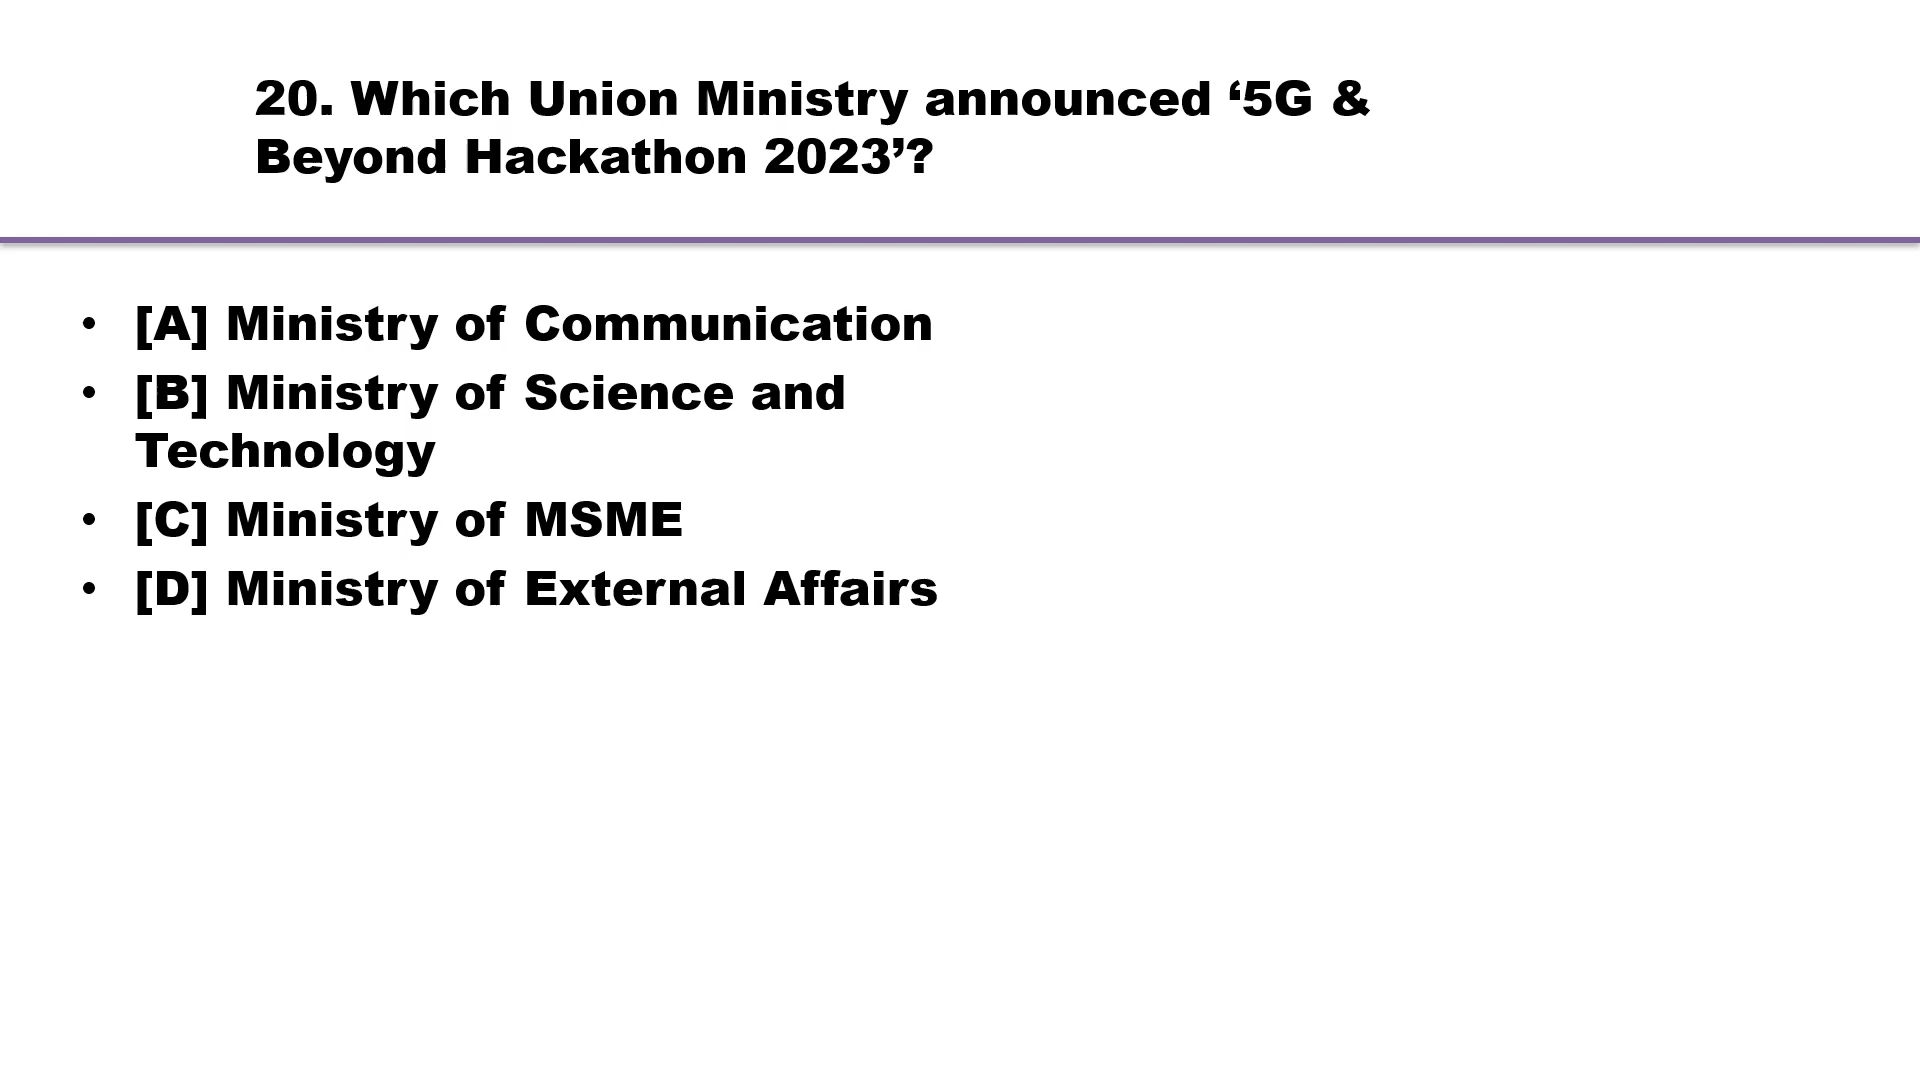 20. Which Union Ministry announced ‘5G &
Beyond Hackathon 2023’?
• [A] Ministry of Communication
• [B] Ministry of Science and
Technology
• [C] Ministry of MSME
• [D] Ministry of External Affairs